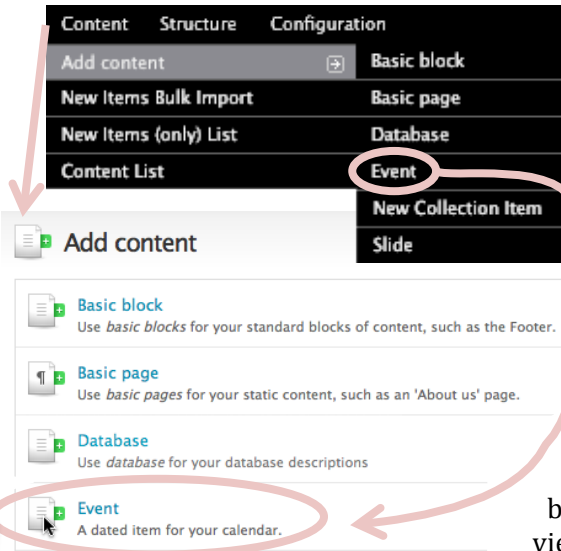 Content Structure Configuration
Add content
New Items Bulk Import
New Items (only) List
Content List
Basic block
Basic page
Database
Event
New Collection Item
Slide
Add content
Basic block
Use basic blocks for your standard blocks of content, such as the Footer.
Basic page
Use basic pages for your static content, such as an 'About us' page.
Database
Use database for your database descriptions
Event
A dated item for your calendar.